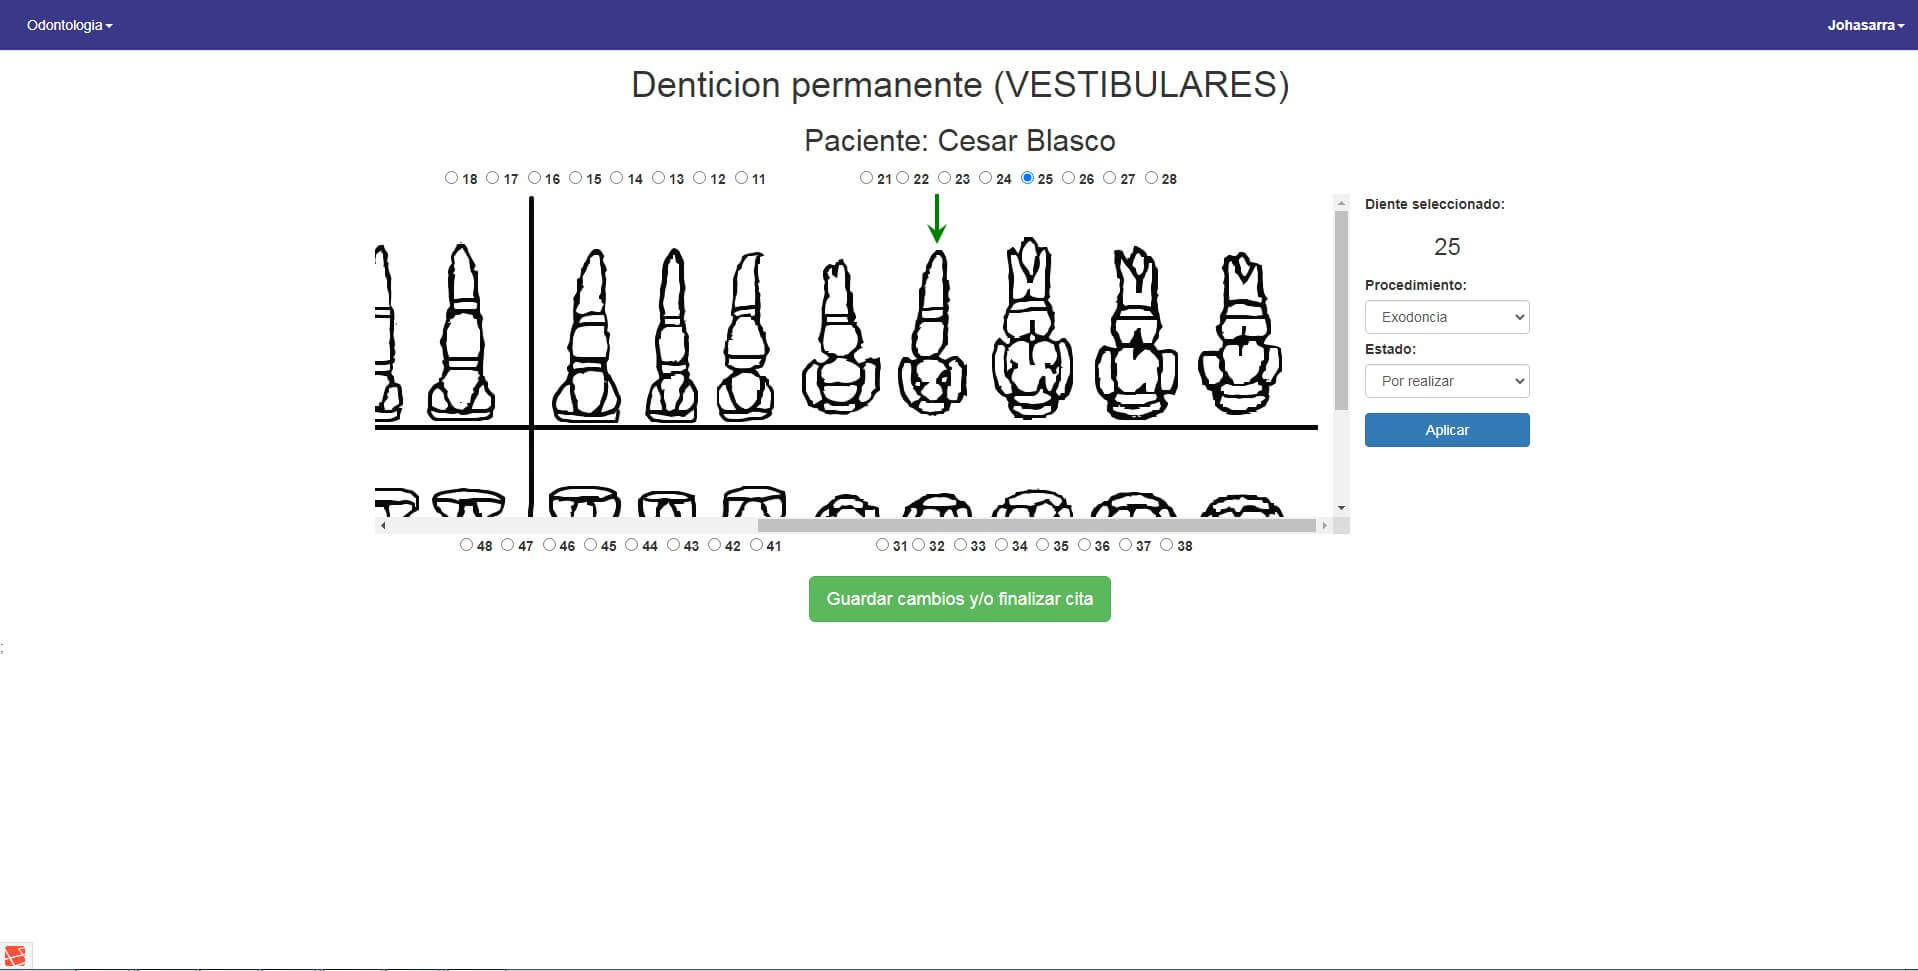 Odontologia
Johasarra
Denticion permanente (VESTIBULARES)
Paciente: Cesar Blasco
18 17 16 15 14 13 12 11 21 22 23 24 25 26 27 28
Diente seleccionado:
25
Procedimiento:
Exodoncia
Estado:
Por realizar
Aplicar
48 47 46 45 44 43 42 41 31 32 33 34 35 36 37 38
Guardar cambios y/o finalizar cita
;